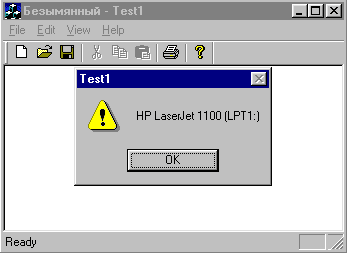 Безымянный - Test1
File Edit View Help
Test1
HP LaserJet 1100 (LPT1:)
OK
Ready